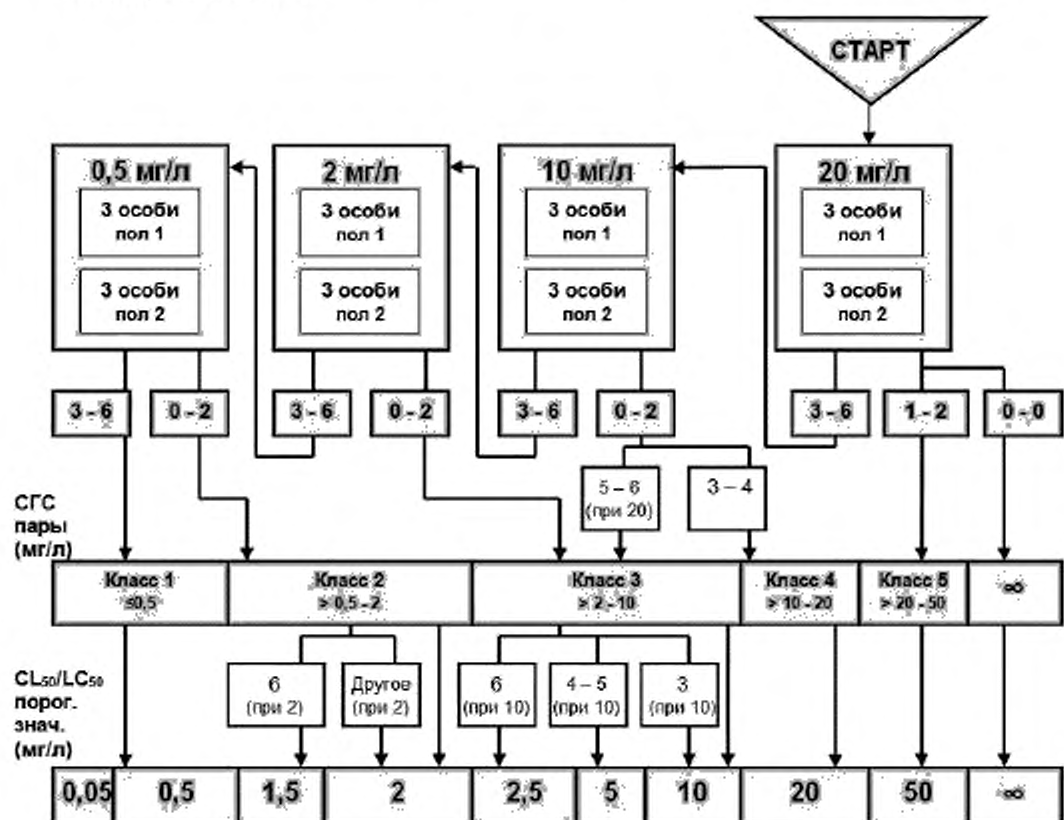 СТАРТ
0,5 мг/л
2 мг/л
10 мг/л
20 мг/л
3 особи
пол 1
3 особи
пол 1
3 особи
пол 1
3 особи
пол 1
3 особи
пол 2
3 особи
пол 2
3 особи
пол 2
3 особи
пол 2
3 – 6
0 – 2
3 – 6
0 – 2
3 – 6
0 – 2
3 – 6
1 – 2
0 – 0
5 – 6
(при 20)
3 – 4
СГС
пары
(мг/л)
Класс 1
≤0,5
Класс 2
> 0,5 – 2
Класс 3
> 2 – 10
Класс 4
> 10 – 20
Класс 5
> 20 – 50
∞
CL50/LC50
порог.
знач.
(мг/л)
6
(при 2)
Другое
(при 2)
6
(при 10)
4 – 5
(при 10)
3
(при 10)
0,05
0,5
1,5
2
2,5
5
10
20
50
∞